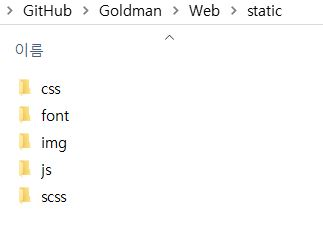 > GitHub > Goldman > Web > static
이름
css
font
img
js
scss